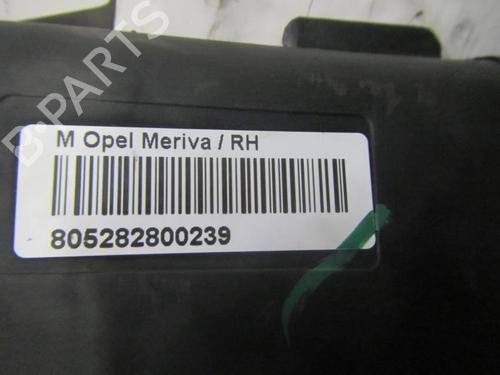 B-PARTS
M Opel Meriva / RH
805282800239